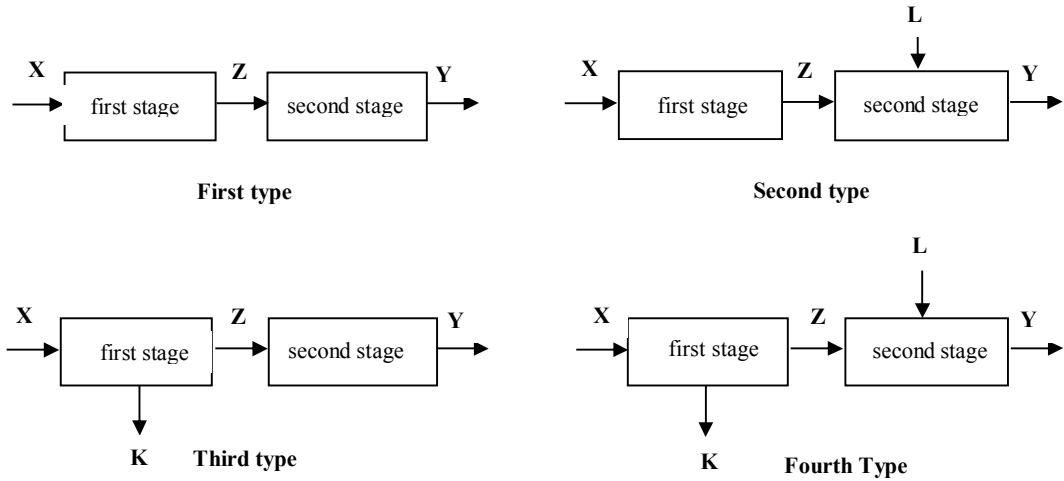 X
first stage
Z
second stage
Y
First type
X
first stage
Z
L
second stage
Y
Second type
X
first stage
Z
second stage
Y
K
Third type
X
first stage
Z
L
second stage
Y
K
Fourth Type